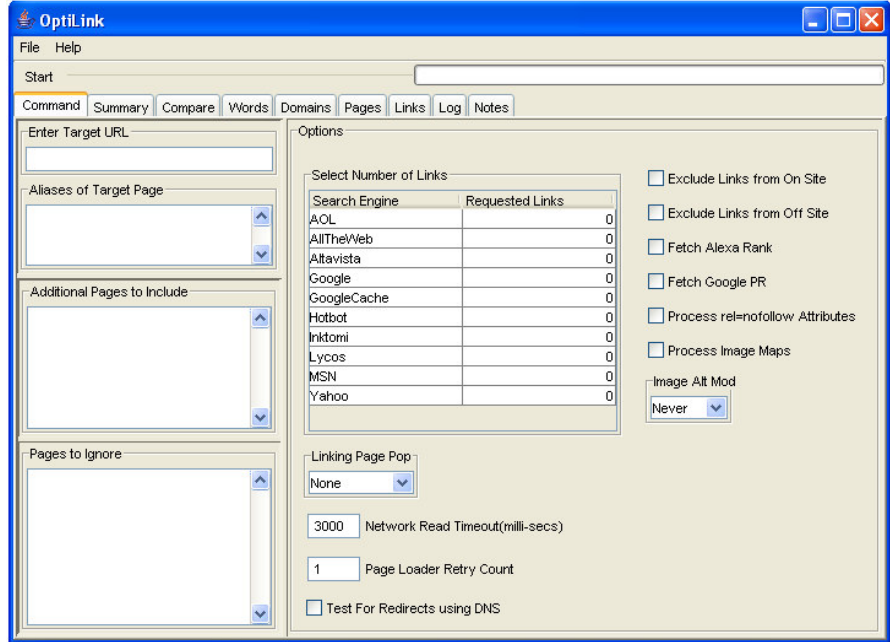 OptiLink
File Help
Start
Command Summary Compare Words Domains Pages Links Log Notes
Enter Target URL
Aliases of Target Page
Additional Pages to Include
Pages to Ignore
Options
Select Number of Links
Search Engine Requested Links
AOL 0
AllTheWeb 0
Altavista 0
Google 0
GoogleCache 0
Hotbot 0
Inktomi 0
Lycos 0
MSN 0
Yahoo 0
Linking Page Pop
None
3000 Network Read Timeout(milli-secs)
1 Page Loader Retry Count
Test For Redirects using DNS
Exclude Links from On Site
Exclude Links from Off Site
Fetch Alexa Rank
Fetch Google PR
Process rel=nofollow Attributes
Process Image Maps
Image Alt Mod
Never